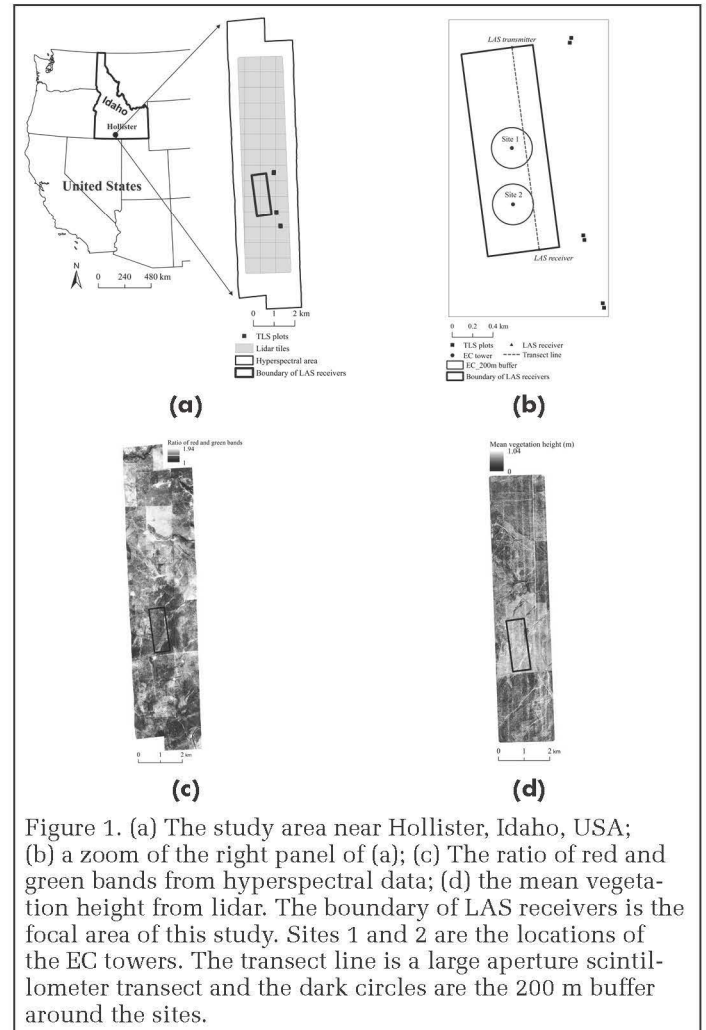 Idaho
Hollister
United States
N
0 240 480 km
0 1 2 km
TLS plots
Lidar tiles
Hyperspectral area
Boundary of LAS receivers
(a)
LAS transmitter
Site 1
Site 2
LAS receiver
0 0.2 0.4 km
TLS plots LAS receiver
EC tower Transect line
EC_200m buffer
Boundary of LAS receivers
(b)
Ratio of red and green bands
1.94
1
0 1 2 km
(c)
Mean vegetation height (m)
1.04
0
0 1 2 km
(d)
Figure 1. (a) The study area near Hollister, Idaho, USA;
(b) a zoom of the right panel of (a); (c) The ratio of red and
green bands from hyperspectral data; (d) the mean vegeta-
tion height from lidar. The boundary of LAS receivers is the
focal area of this study. Sites 1 and 2 are the locations of
the EC towers. The transect line is a large aperture scintil-
lometer transect and the dark circles are the 200 m buffer
around the sites.